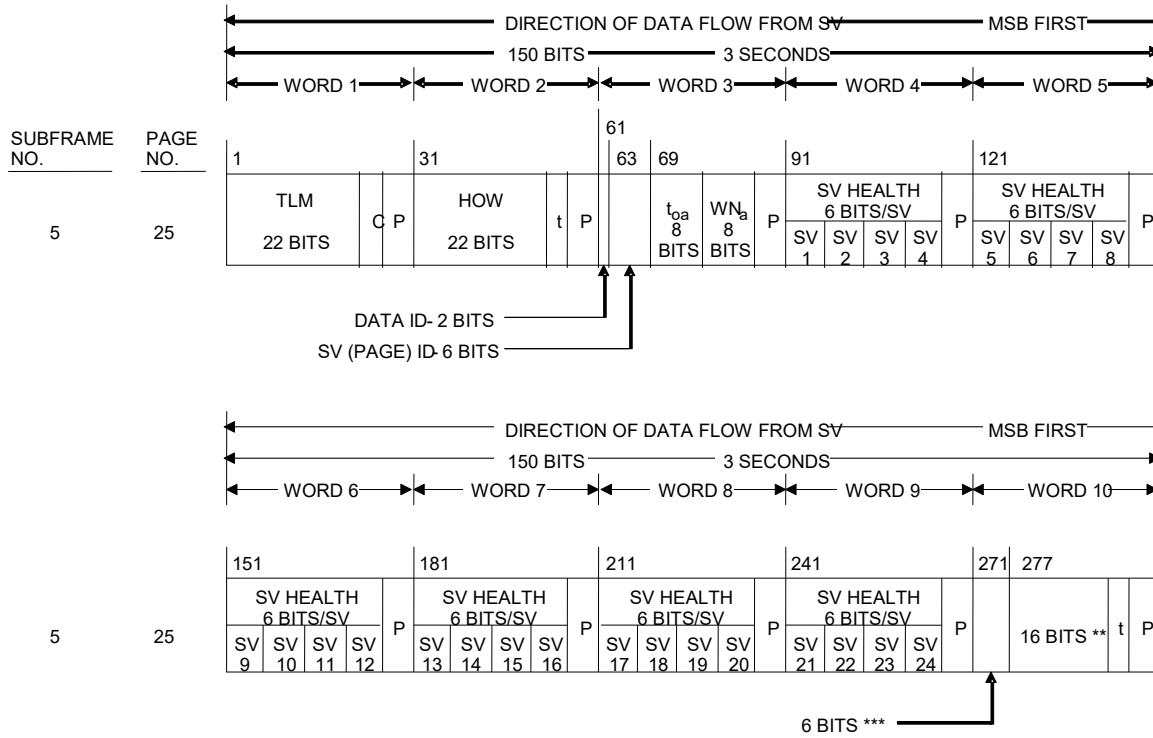 DIRECTION OF DATA FLOW FROM SV MSB FIRST
150 BITS 3 SECONDS
WORD 1 WORD 2 WORD 3 WORD 4 WORD 5
SUBFRAME NO. PAGE NO.
61
1 31 63 69 91 121
5 25
TLM 22 BITS C P
HOW 22 BITS t P
toa 8 BITS WNa 8 BITS P
SV HEALTH 6 BITS/SV P
SV 1 SV 2 SV 3 SV 4
SV HEALTH 6 BITS/SV P
SV 5 SV 6 SV 7 SV 8
DATA ID- 2 BITS
SV (PAGE) ID- 6 BITS
DIRECTION OF DATA FLOW FROM SV MSB FIRST
150 BITS 3 SECONDS
WORD 6 WORD 7 WORD 8 WORD 9 WORD 10
151 181 211 241 271 277
5 25
SV HEALTH 6 BITS/SV P
SV 9 SV 10 SV 11 SV 12
SV HEALTH 6 BITS/SV P
SV 13 SV 14 SV 15 SV 16
SV HEALTH 6 BITS/SV P
SV 17 SV 18 SV 19 SV 20
SV HEALTH 6 BITS/SV P
SV 21 SV 22 SV 23 SV 24
16 BITS ** t P
6 BITS ***